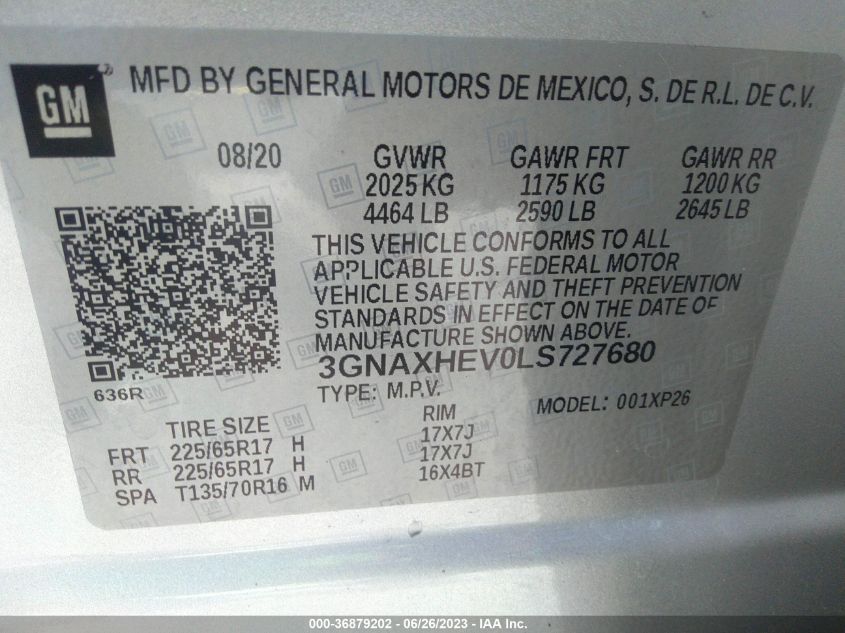 GM
MFD BY GENERAL MOTORS DE MEXICO, S. DE R.L. DE C.V.
08/20 GVWR GAWR FRT GAWR RR
2025 KG 1175 KG 1200 KG
4464 LB 2590 LB 2645 LB
THIS VEHICLE CONFORMS TO ALL
APPLICABLE U.S. FEDERAL MOTOR
VEHICLE SAFETY AND THEFT PREVENTION
STANDARDS IN EFFECT ON THE DATE OF
MANUFACTURE SHOWN ABOVE.
3GNAXHEV0LS727680
636R
TYPE: M.P.V.
MODEL: 001XP26
TIRE SIZE RIM
FRT 225/65R17 H 17X7J
RR 225/65R17 H 17X7J
SPA T135/70R16 M 16X4BT
000-36879202 - 06/26/2023 - IAA Inc.